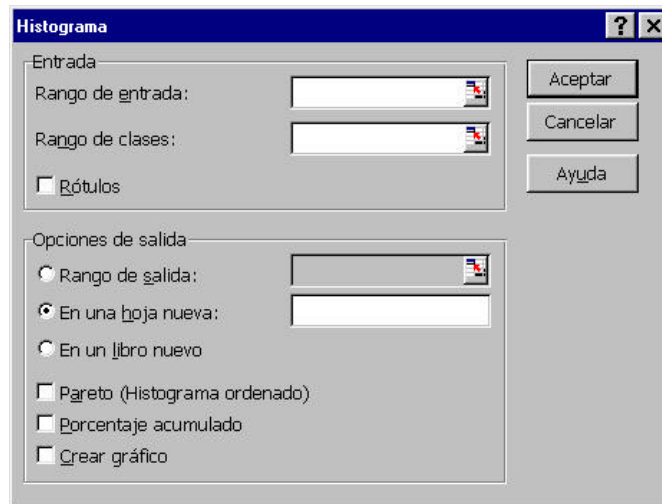 Histograma
Entrada
Rango de entrada:
Rango de clases:
Rótulos
Aceptar
Cancelar
Ayuda
Opciones de salida
Rango de salida:
En una hoja nueva:
En un libro nuevo
Pareto (Histograma ordenado)
Porcentaje acumulado
Crear gráfico